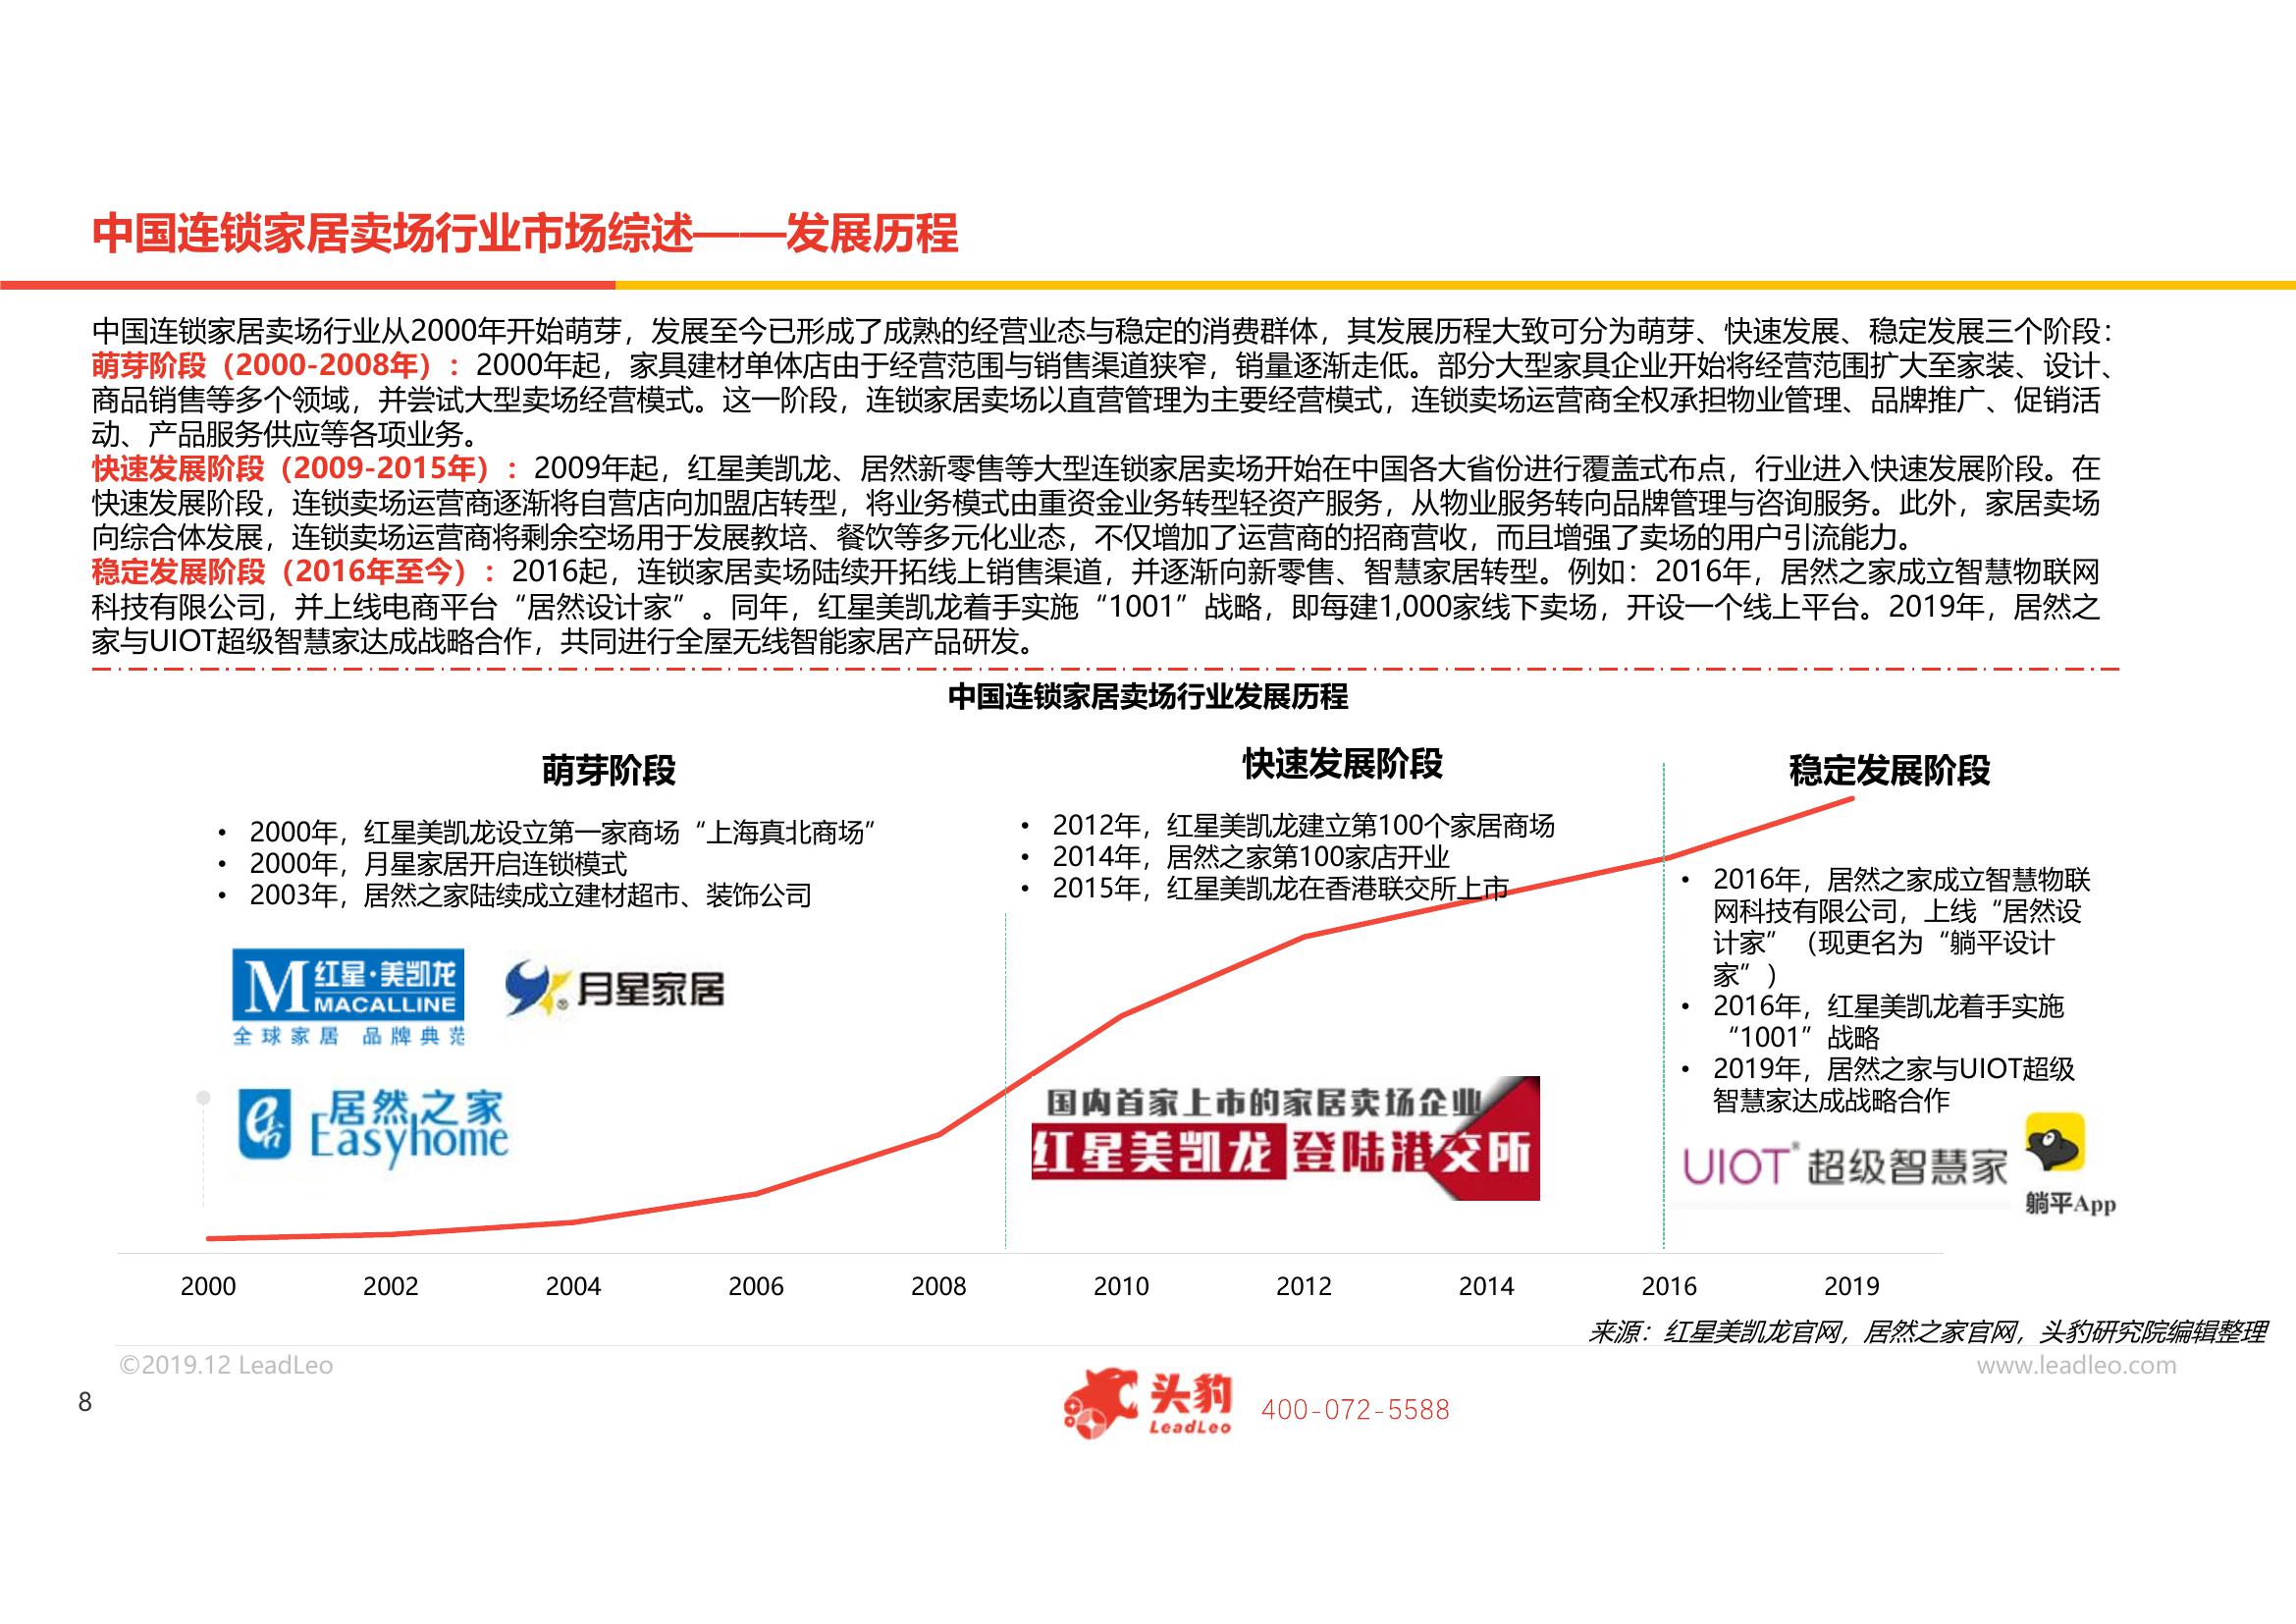 中国连锁家居卖场行业市场综述——发展历程
中国连锁家居卖场行业从2000年开始萌芽，发展至今已形成了成熟的经营业态与稳定的消费群体，其发展历程大致可分为萌芽、快速发展、稳定发展三个阶段：
萌芽阶段（2000-2008年）：2000年起，家具建材单体店由于经营范围与销售渠道狭窄，销量逐渐走低。部分大型家具企业开始将经营范围扩大至家装、设计、
商品销售等多个领域，并尝试大型卖场经营模式。这一阶段，连锁家居卖场以直营管理为主要经营模式，连锁卖场运营商全权承担物业管理、品牌推广、促销活
动、产品服务供应等各项业务。
快速发展阶段（2009-2015年）：2009年起，红星美凯龙、居然新零售等大型连锁家居卖场开始在中国各大省份进行覆盖式布点，行业进入快速发展阶段。在
快速发展阶段，连锁卖场运营商逐渐将自营店向加盟店转型，将业务模式由重资金业务转型轻资产服务，从物业服务转向品牌管理与咨询服务。此外，家居卖场
向综合体发展，连锁卖场运营商将剩余空场用于发展教培、餐饮等多元化业态，不仅增加了运营商的招商营收，而且增强了卖场的用户引流能力。
稳定发展阶段（2016年至今）：2016起，连锁家居卖场陆续开拓线上销售渠道，并逐渐向新零售、智慧家居转型。例如：2016年，居然之家成立智慧物联网
科技有限公司，并上线电商平台“居然设计家”。同年，红星美凯龙着手实施“1001”战略，即每建1,000家线下卖场，开设一个线上平台。2019年，居然之
家与UIOT超级智慧家达成战略合作，共同进行全屋无线智能家居产品研发。
中国连锁家居卖场行业发展历程
萌芽阶段
• 2000年，红星美凯龙设立第一家商场“上海真北商场”
• 2000年，月星家居开启连锁模式
• 2003年，居然之家陆续成立建材超市、装饰公司
M 红星·美凯龙
MACALLINE
全球家居 品牌典范
月星家居
居然之家
Easyhome
快速发展阶段
• 2012年，红星美凯龙建立第100个家居商场
• 2014年，居然之家第100家店开业
• 2015年，红星美凯龙在香港联交所上市
国内首家上市的家居卖场企业
红星美凯龙 登陆港交所
稳定发展阶段
• 2016年，居然之家成立智慧物联
网科技有限公司，上线“居然设
计家”（现更名为“躺平设计
家”）
• 2016年，红星美凯龙着手实施
“1001”战略
• 2019年，居然之家与UIOT超级
智慧家达成战略合作
UIOT® 超级智慧家
躺平App
2000 2002 2004 2006 2008 2010 2012 2014 2016 2019
来源：红星美凯龙官网，居然之家官网，头豹研究院编辑整理
©2019.12 LeadLeo
www.leadleo.com
8
头豹
LeadLeo
400-072-5588